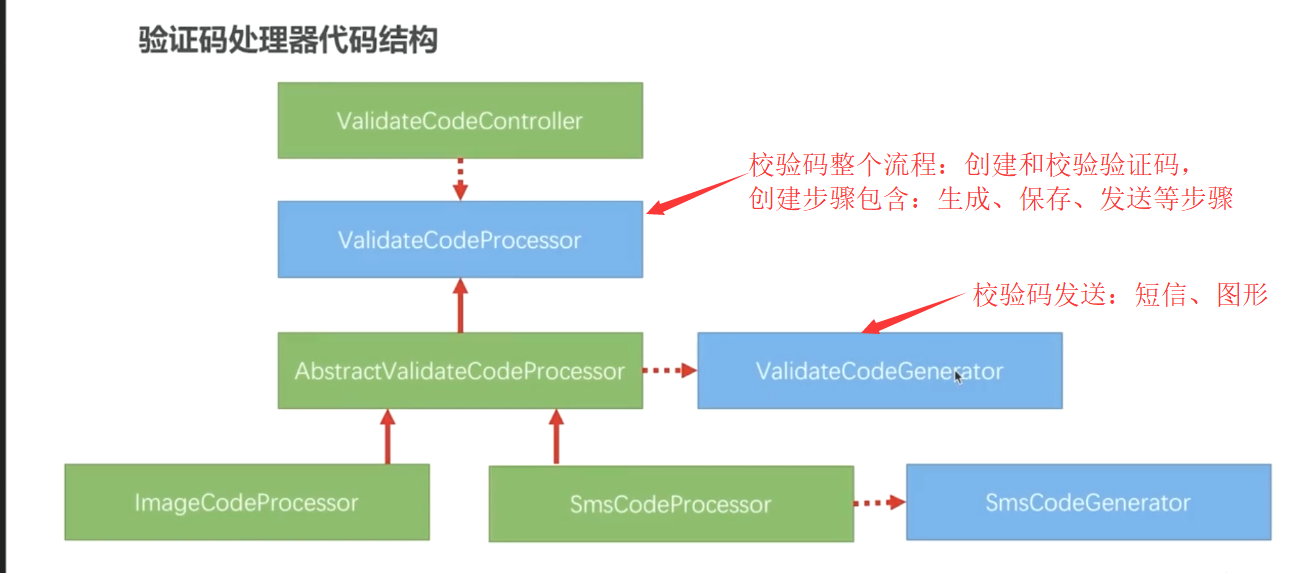 验证码处理器代码结构
ValidateCodeController
校验码整个流程：创建和校验验证码，
创建步骤包含：生成、保存、发送等步骤
ValidateCodeProcessor
校验码发送：短信、图形
AbstractValidateCodeProcessor
ValidateCodeGenerator
ImageCodeProcessor
SmsCodeProcessor
SmsCodeGenerator